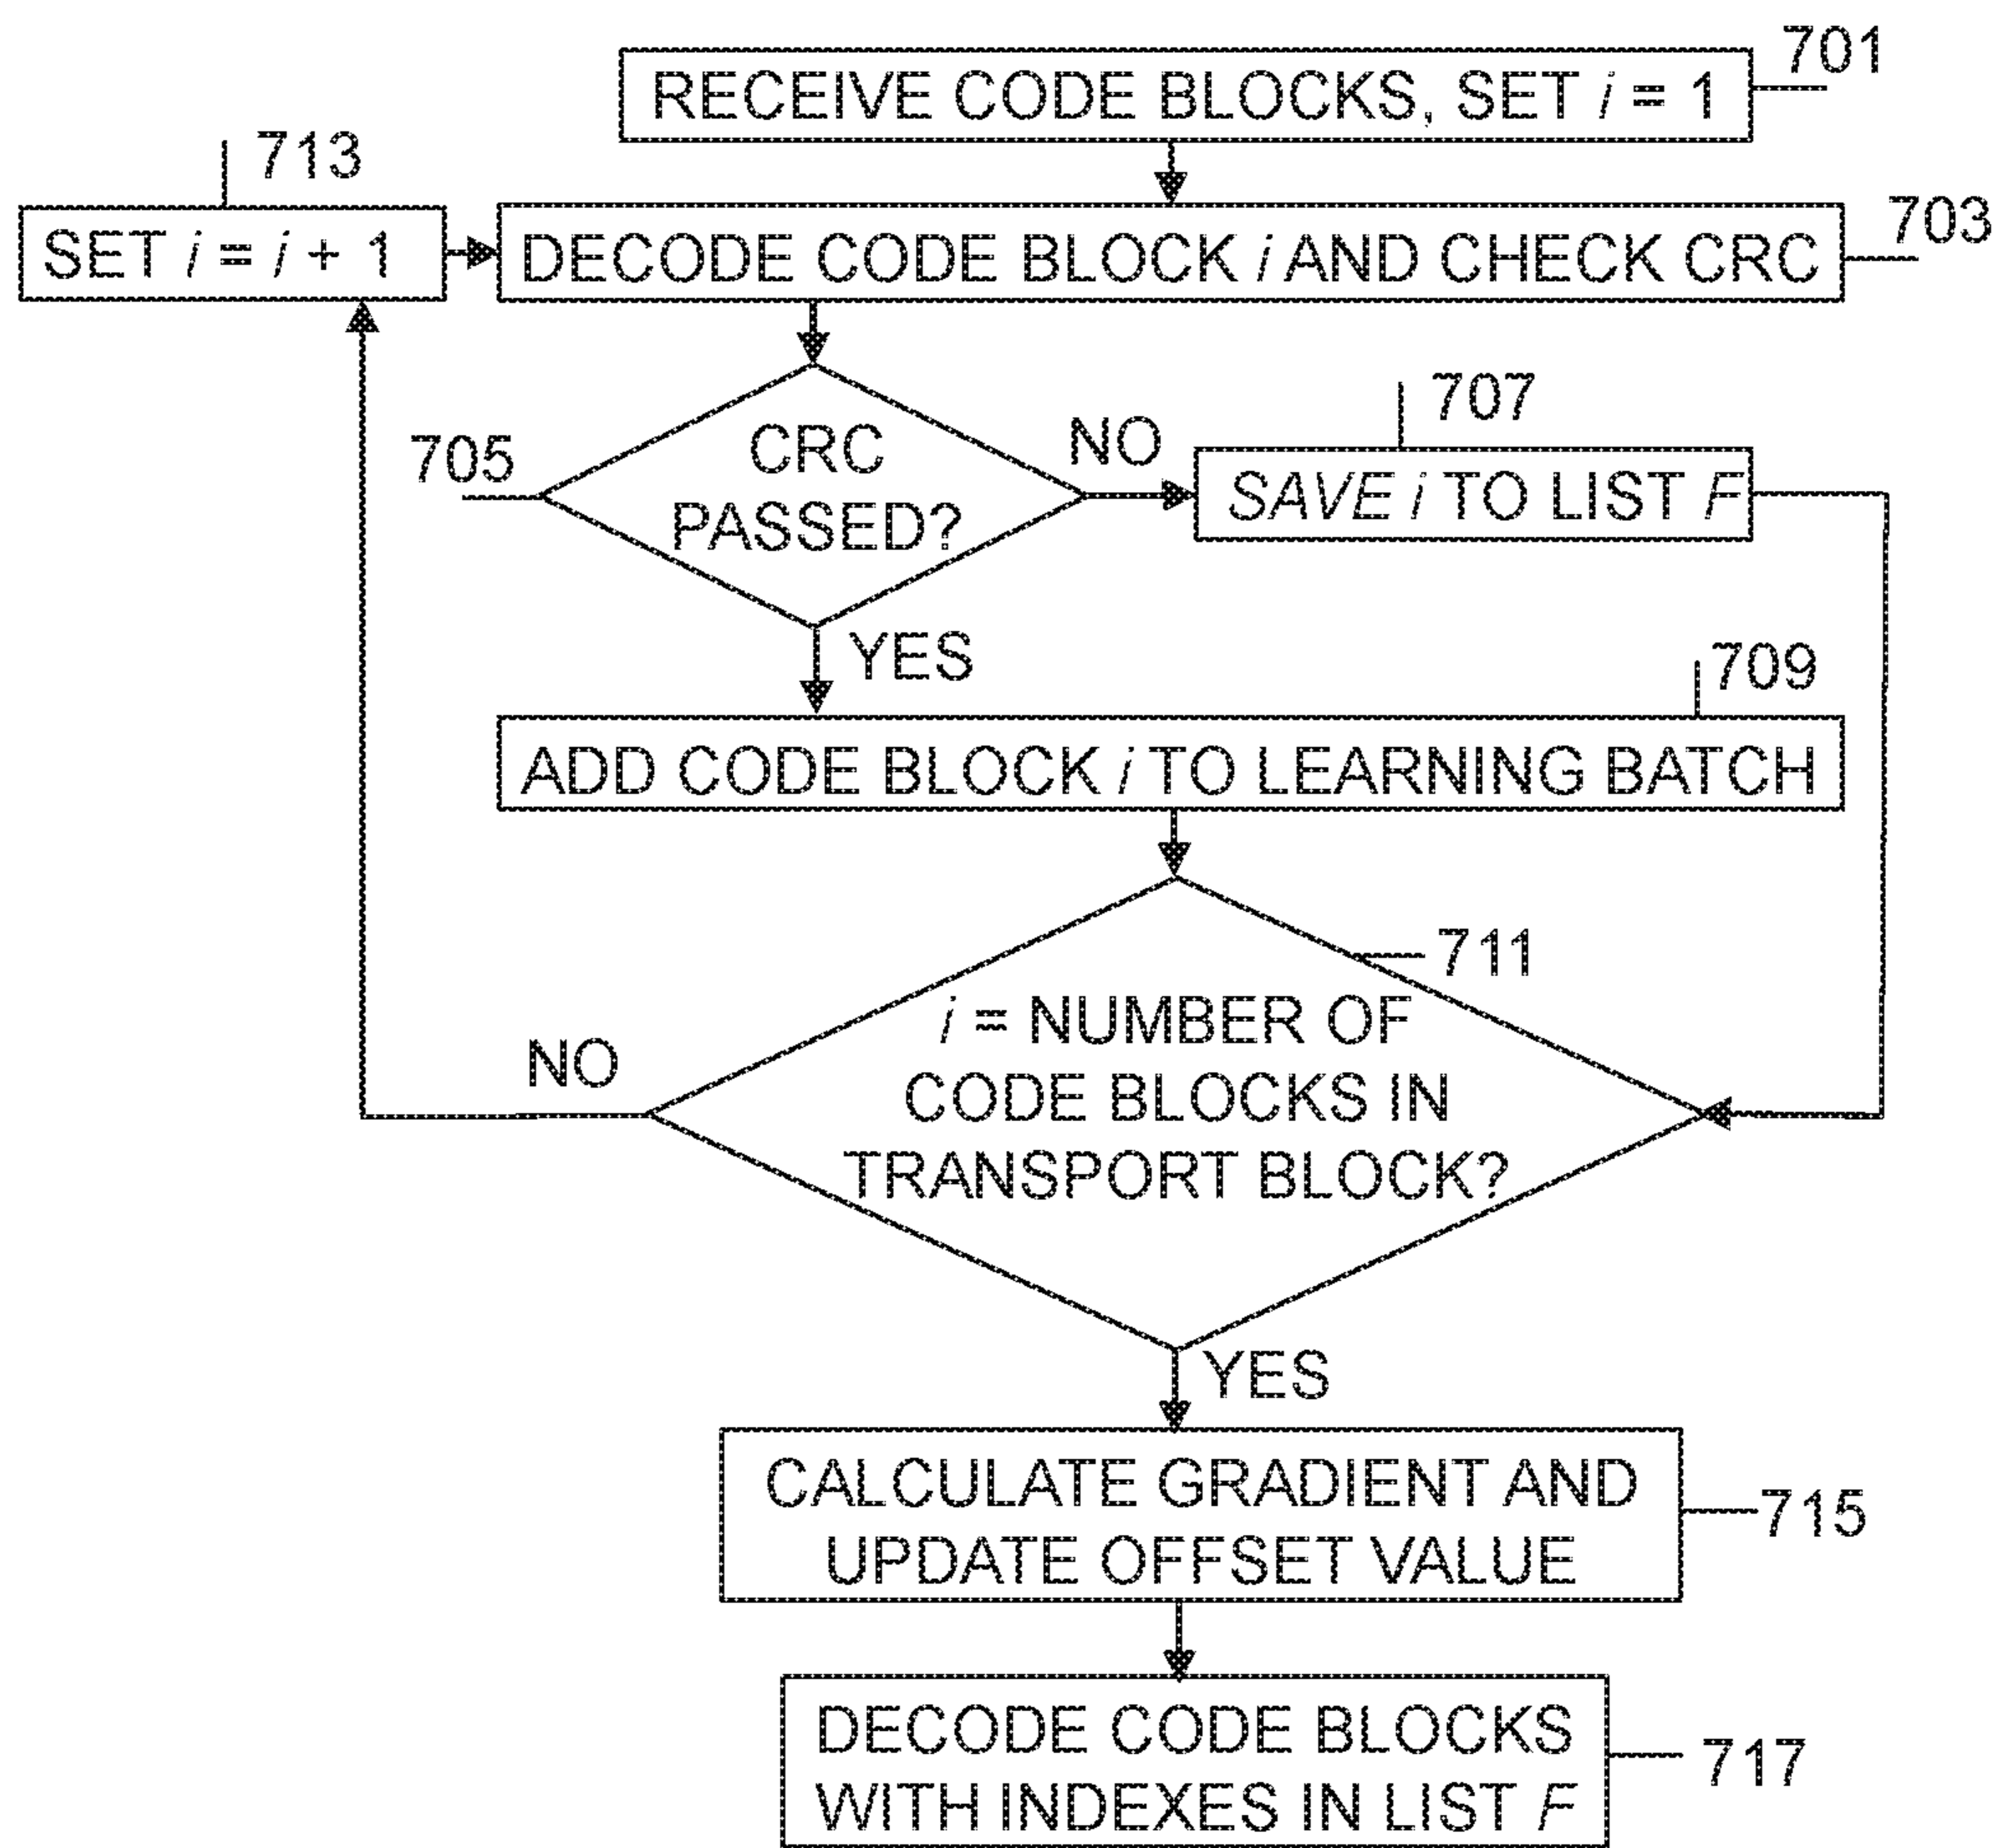 701
RECEIVE CODE BLOCKS, SET i = 1
713
SET i = i + 1
703
DECODE CODE BLOCK i AND CHECK CRC
705
CRC
PASSED?
NO
707
SAVE i TO LIST F
YES
709
ADD CODE BLOCK i TO LEARNING BATCH
711
i = NUMBER OF
CODE BLOCKS IN
TRANSPORT BLOCK?
NO
YES
CALCULATE GRADIENT AND
UPDATE OFFSET VALUE
715
DECODE CODE BLOCKS
WITH INDEXES IN LIST F
717